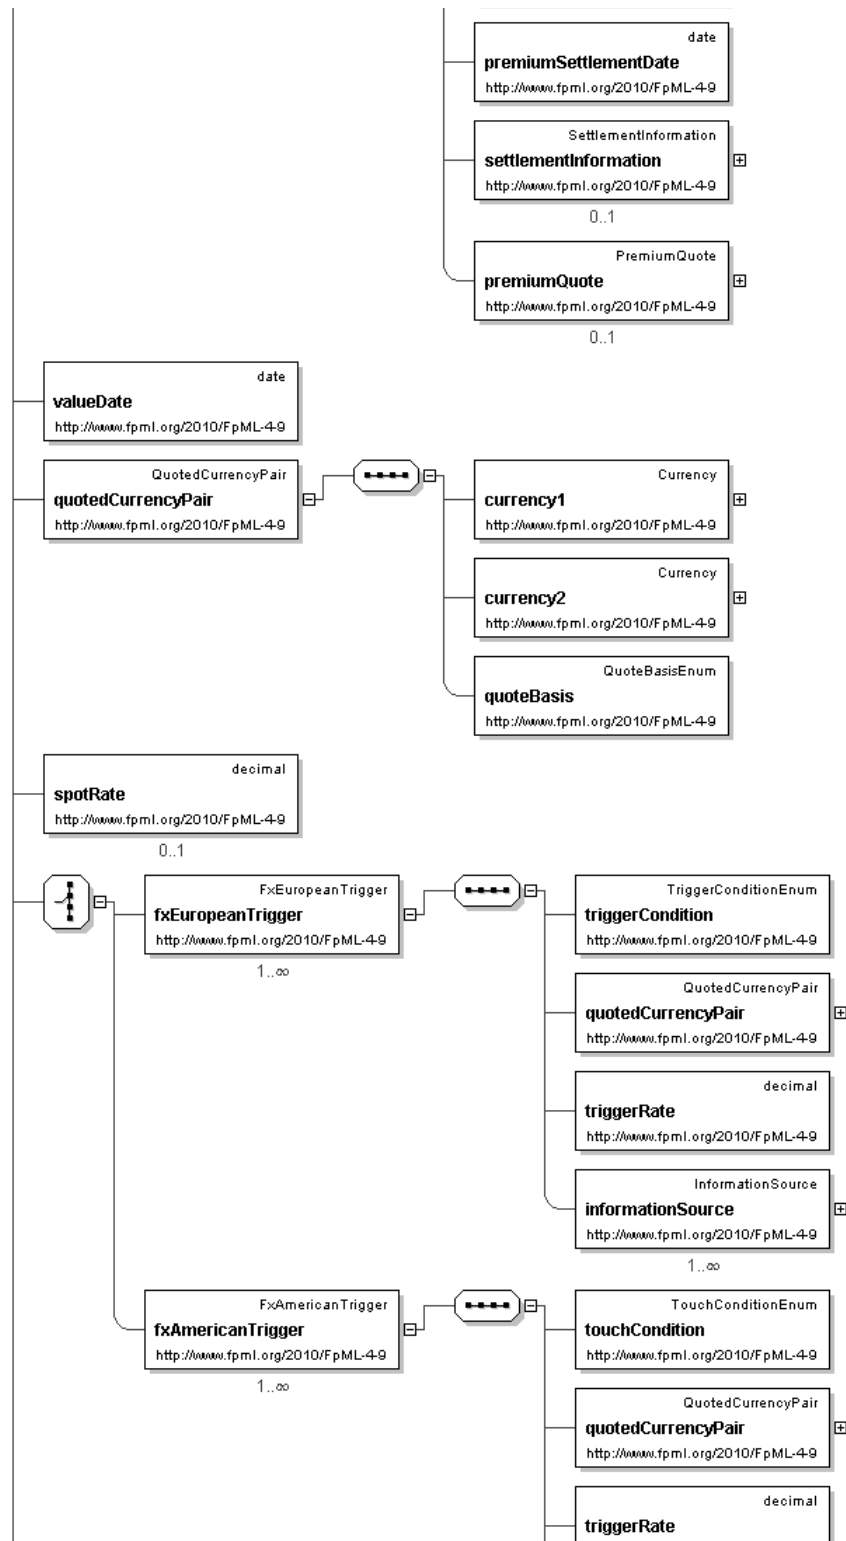 date
premiumSettlementDate
http://www.fpml.org/2010/FpML-4-9
SettlementInformation
settlementInformation
http://www.fpml.org/2010/FpML-4-9
0..1
PremiumQuote
premiumQuote
http://www.fpml.org/2010/FpML-4-9
0..1
date
valueDate
http://www.fpml.org/2010/FpML-4-9
QuotedCurrencyPair
quotedCurrencyPair
http://www.fpml.org/2010/FpML-4-9
Currency
currency1
http://www.fpml.org/2010/FpML-4-9
Currency
currency2
http://www.fpml.org/2010/FpML-4-9
QuoteBasisEnum
quoteBasis
http://www.fpml.org/2010/FpML-4-9
decimal
spotRate
http://www.fpml.org/2010/FpML-4-9
0..1
FxEuropeanTrigger
fxEuropeanTrigger
http://www.fpml.org/2010/FpML-4-9
1..∞
TriggerConditionEnum
triggerCondition
http://www.fpml.org/2010/FpML-4-9
QuotedCurrencyPair
quotedCurrencyPair
http://www.fpml.org/2010/FpML-4-9
decimal
triggerRate
http://www.fpml.org/2010/FpML-4-9
InformationSource
informationSource
http://www.fpml.org/2010/FpML-4-9
1..∞
FxAmericanTrigger
fxAmericanTrigger
http://www.fpml.org/2010/FpML-4-9
1..∞
TouchConditionEnum
touchCondition
http://www.fpml.org/2010/FpML-4-9
QuotedCurrencyPair
quotedCurrencyPair
http://www.fpml.org/2010/FpML-4-9
decimal
triggerRate